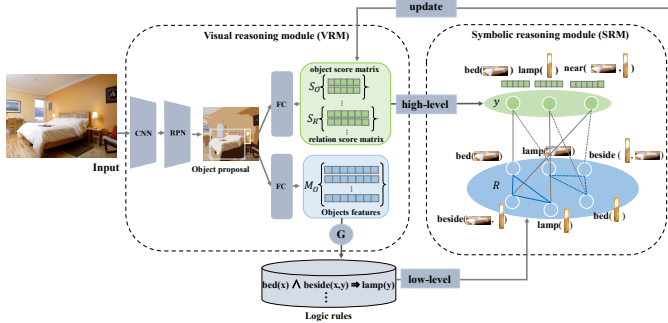 update
Visual reasoning module (VRM)
Symbolic reasoning module (SRM)
object score matrix
S_O
⋮
S_R
⋮
relation score matrix
bed( ) lamp( ) near( , )
y
CNN
RPN
FC
high-level
Input
Object proposal
bed( )
lamp( )
beside( , )
FC
M_O
⋮
Objects features
R
beside( , )
lamp( )
bed( )
G
bed(x) ∧ beside(x,y) ⇒ lamp(y)
⋮
low-level
Logic rules